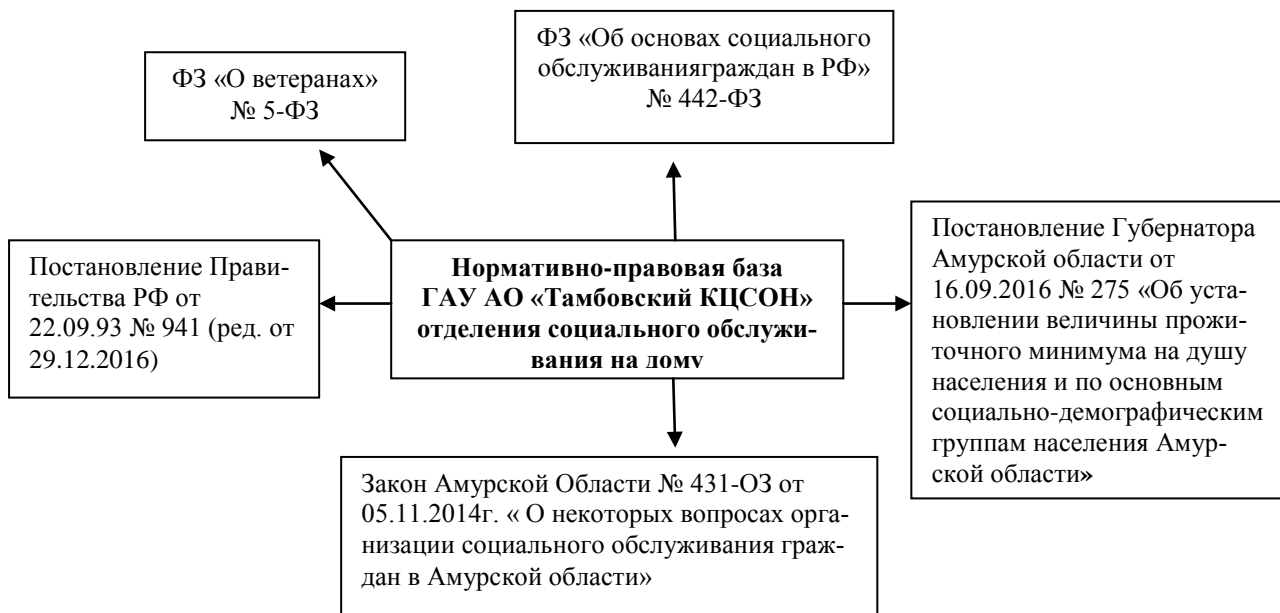 ФЗ «О ветеранах»
№ 5-ФЗ
ФЗ «Об основах социального
обслуживанияграждан в РФ»
№ 442-ФЗ
Постановление Прави-
тельства РФ от
22.09.93 № 941 (ред. от
29.12.2016)
Нормативно-правовая база
ГАУ АО «Тамбовский КЦСОН»
отделения социального обслужи-
вания на дому
Постановление Губернатора
Амурской области от
16.09.2016 № 275 «Об уста-
новлении величины прожи-
точного минимума на душу
населения и по основным
социально-демографическим
группам населения Амур-
ской области»
Закон Амурской Области № 431-ОЗ от
05.11.2014г. « О некоторых вопросах орга-
низации социального обслуживания граж-
дан в Амурской области»